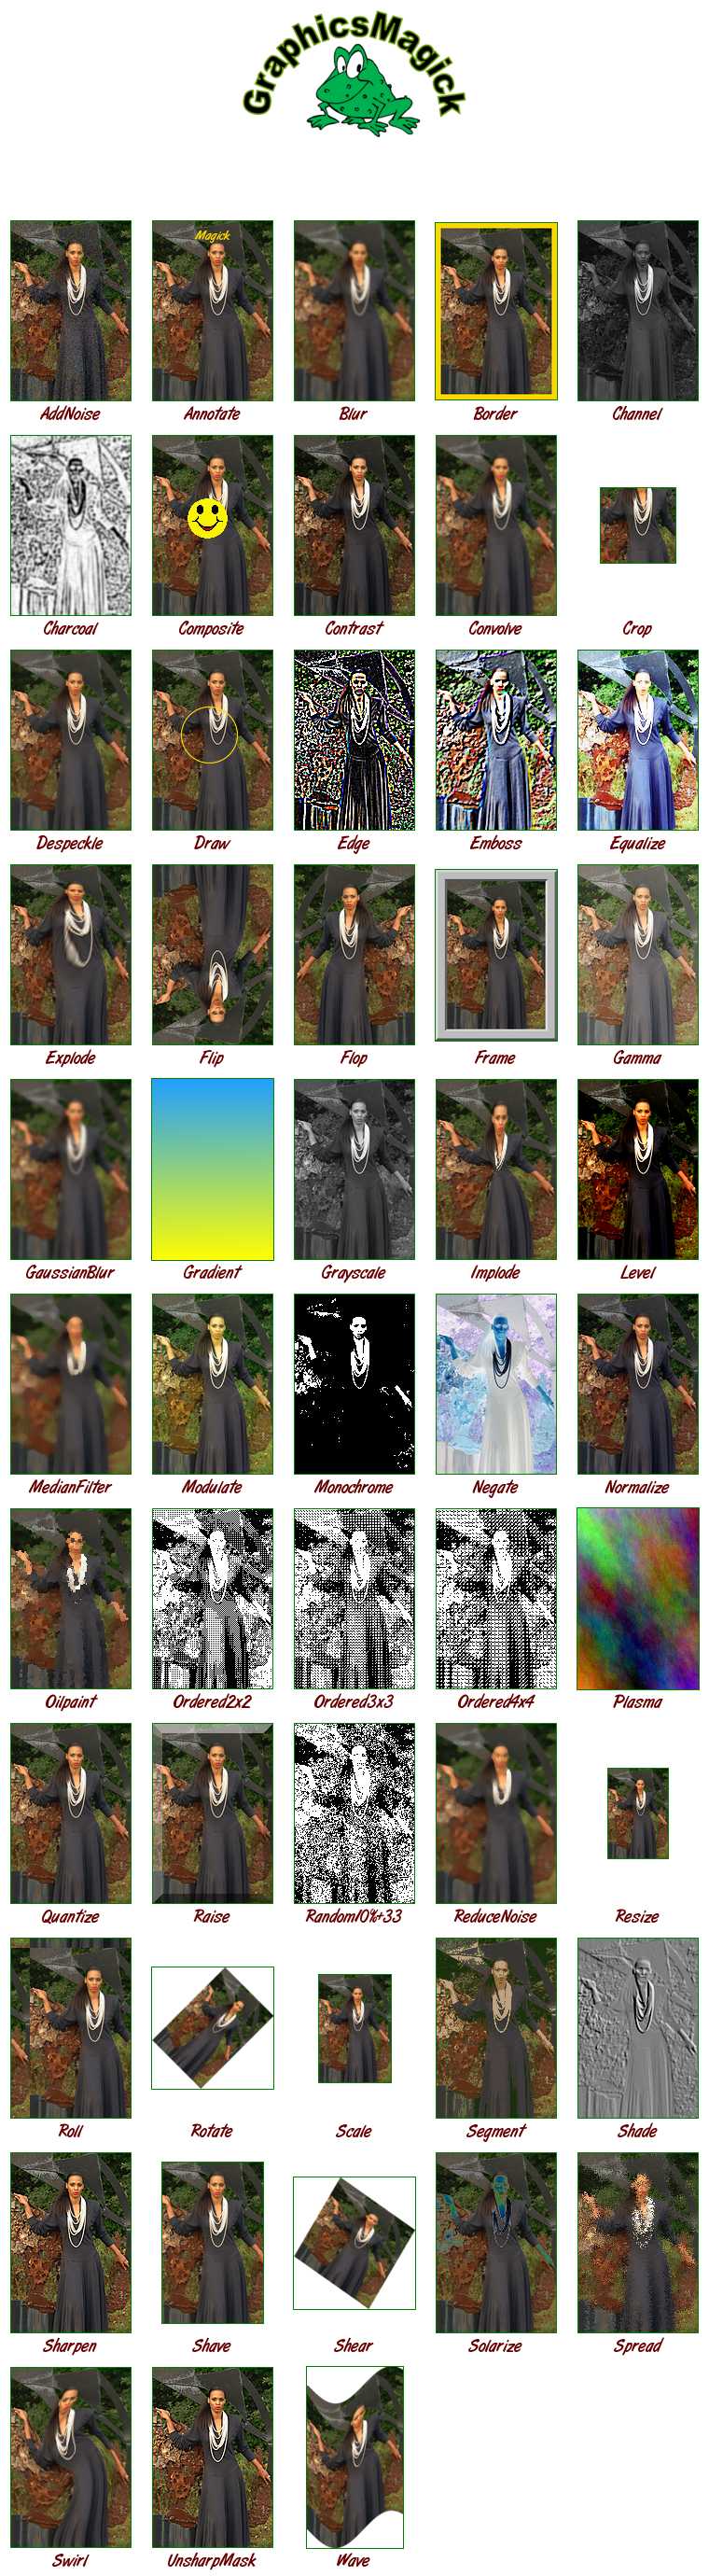 GraphicsMagick
Magick
AddNoise Annotate Blur Border Channel
Charcoal Composite Contrast Convolve Crop
Despeckle Draw Edge Emboss Equalize
Explode Flip Flop Frame Gamma
GaussianBlur Gradient Grayscale Implode Level
MedianFilter Modulate Monochrome Negate Normalize
Oilpaint Ordered2x2 Ordered3x3 Ordered4x4 Plasma
Quantize Raise Random10%+33 ReduceNoise Resize
Roll Rotate Scale Segment Shade
Sharpen Shave Shear Solarize Spread
Swirl UnsharpMask Wave